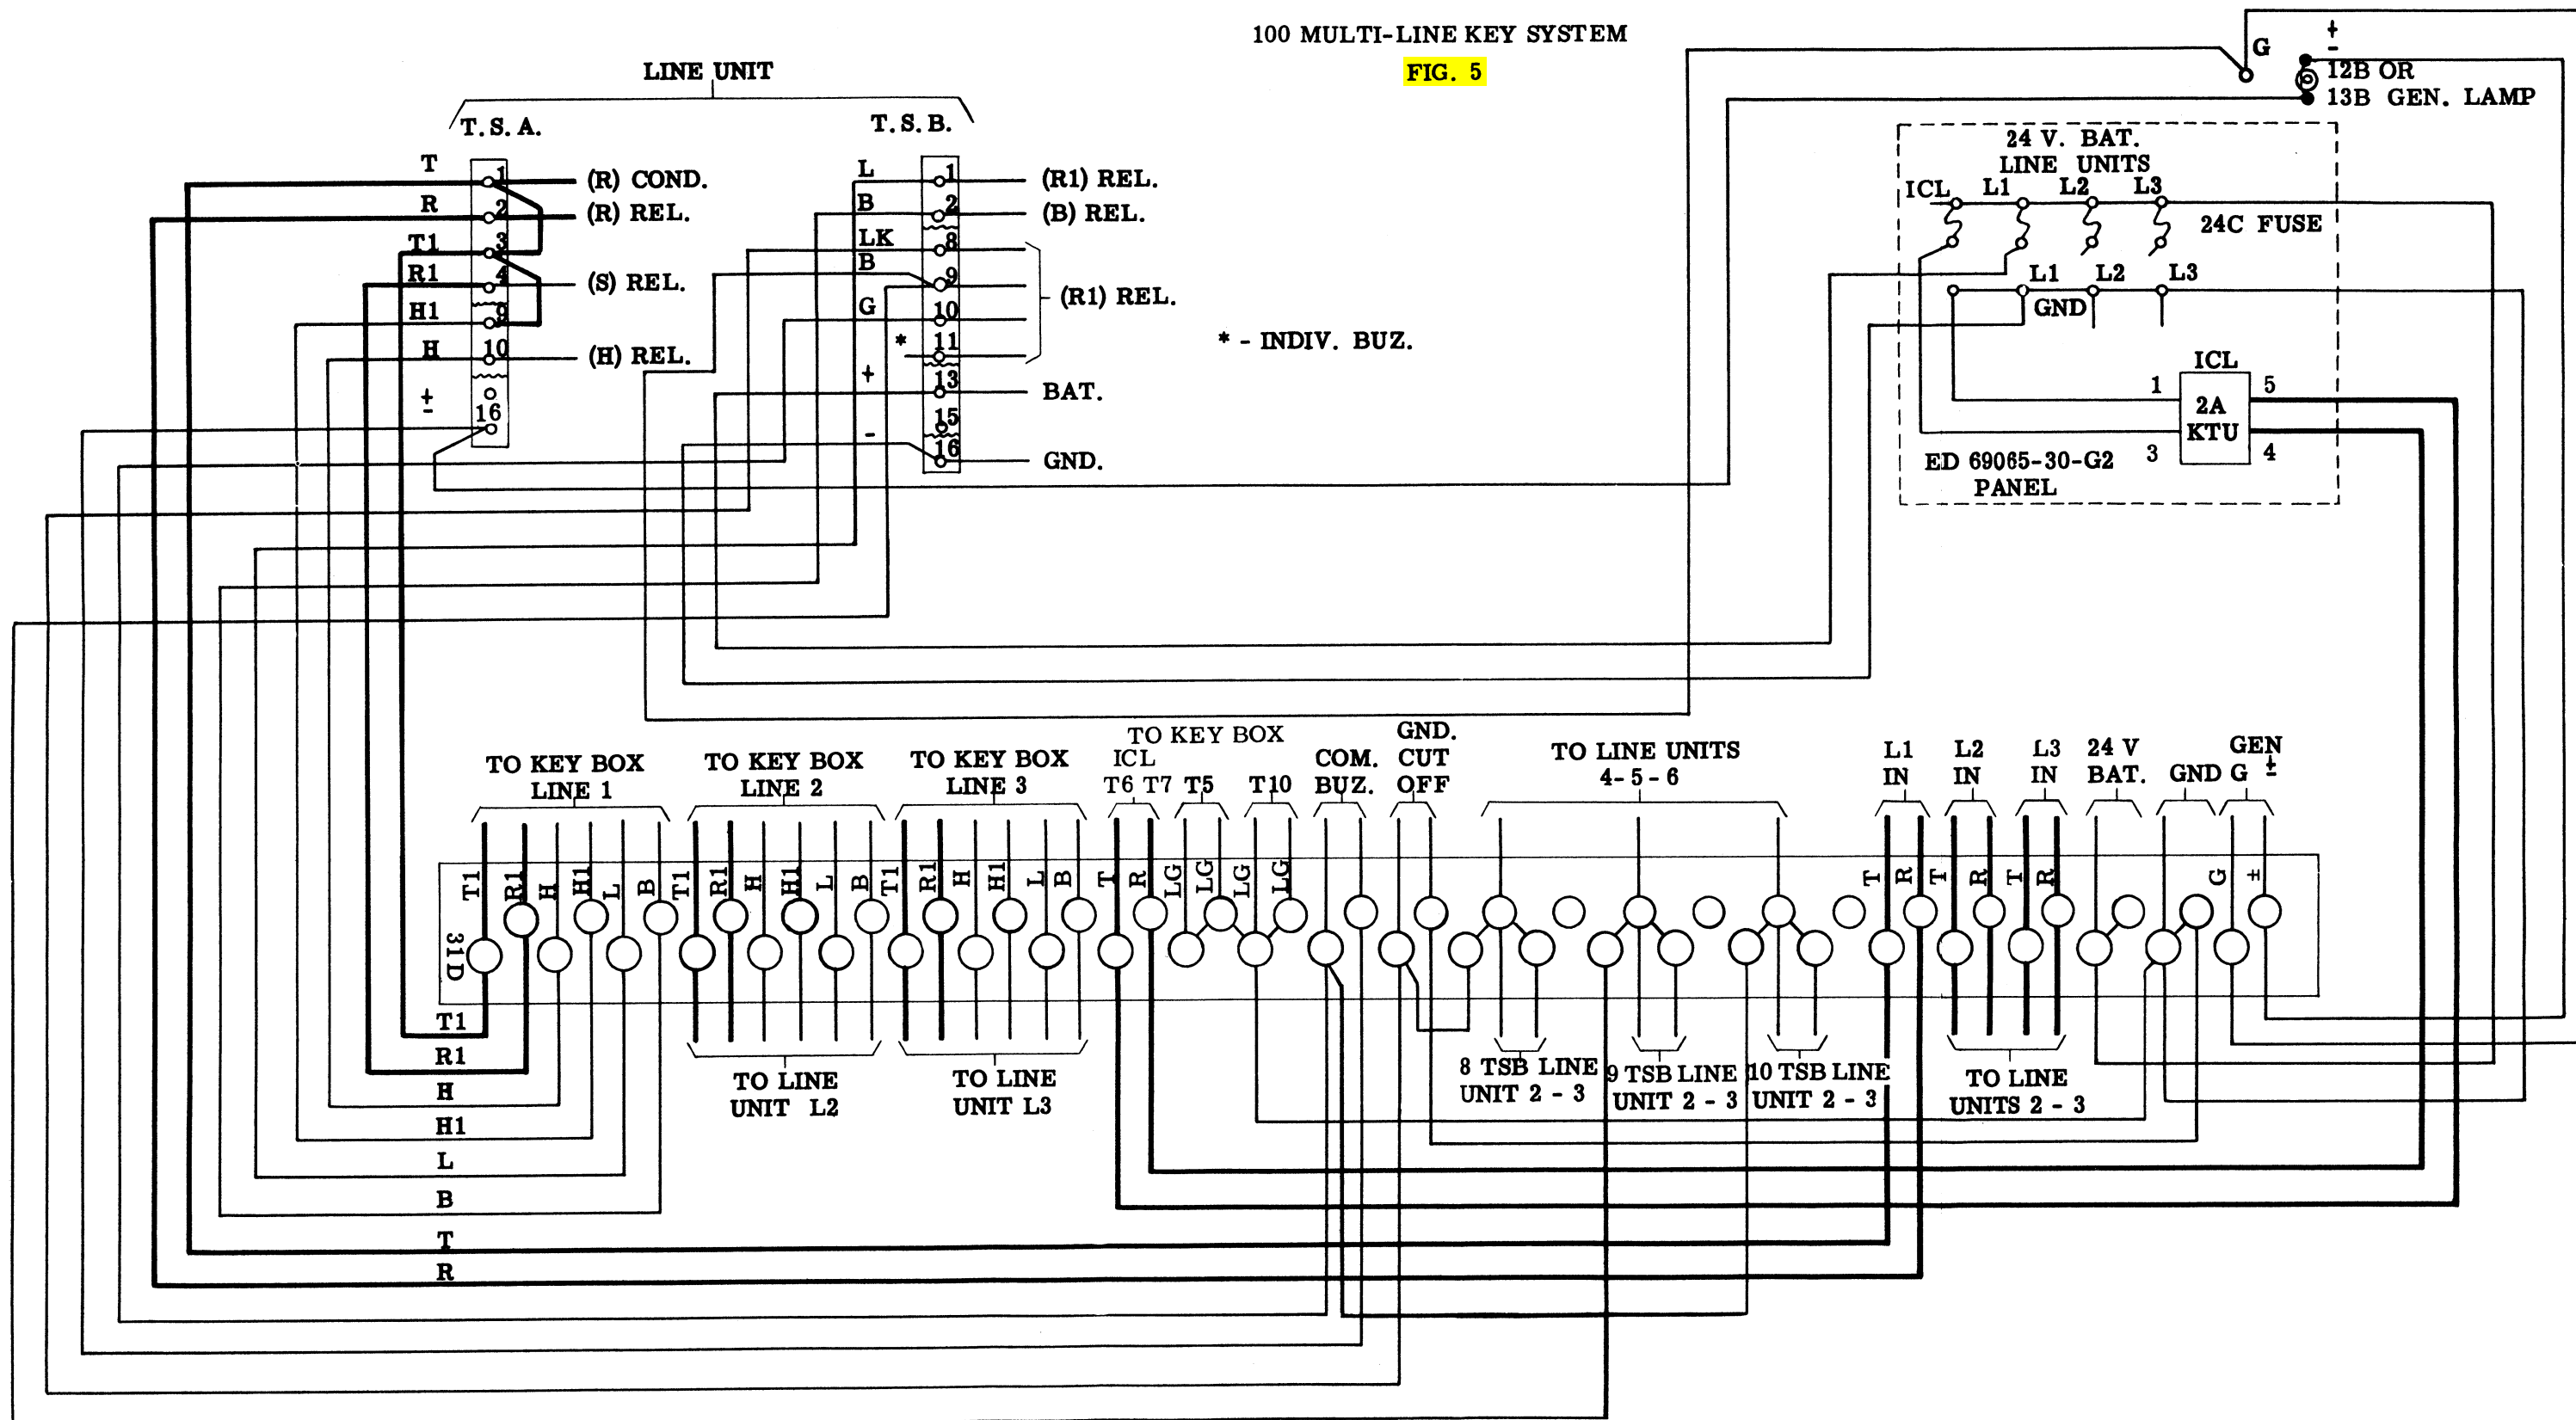 100 MULTI-LINE KEY SYSTEM
FIG. 5
LINE UNIT
T. S. A.
T. S. B.
T
1
(R) COND.
R
2
(R) REL.
T1
3
R1
4
(S) REL.
H1
9
H
10
(H) REL.
+
-
16
L
1
(R1) REL.
B
2
(B) REL.
LK
8
B
9
(R1) REL.
G
10
*
11
* - INDIV. BUZ.
+
13
BAT.
15
-
16
GND.
G
+
-
12B OR
13B GEN. LAMP
24 V. BAT.
LINE UNITS
ICL L1 L2 L3
24C FUSE
L1 L2 L3
GND
ICL
1
5
2A
KTU
3
4
ED 69065-30-G2
PANEL
TO KEY BOX
LINE 1
TO KEY BOX
LINE 2
TO KEY BOX
LINE 3
TO KEY BOX
ICL
T6 T7 T5 T10
COM.
BUZ.
GND.
CUT
OFF
TO LINE UNITS
4-5-6
L1
IN
L2
IN
L3
IN
24 V
BAT.
GND
GEN
G ±
T1 R1 H H1 L B T1 R1 H H1 L B T1 R1 H H1 L B T R LG LG LG LG T R T R T R G ±
31D
T1
R1
H
H1
L
B
T
R
TO LINE
UNIT L2
TO LINE
UNIT L3
8 TSB LINE
UNIT 2 - 3
9 TSB LINE
UNIT 2 - 3
10 TSB LINE
UNIT 2 - 3
TO LINE
UNITS 2 - 3